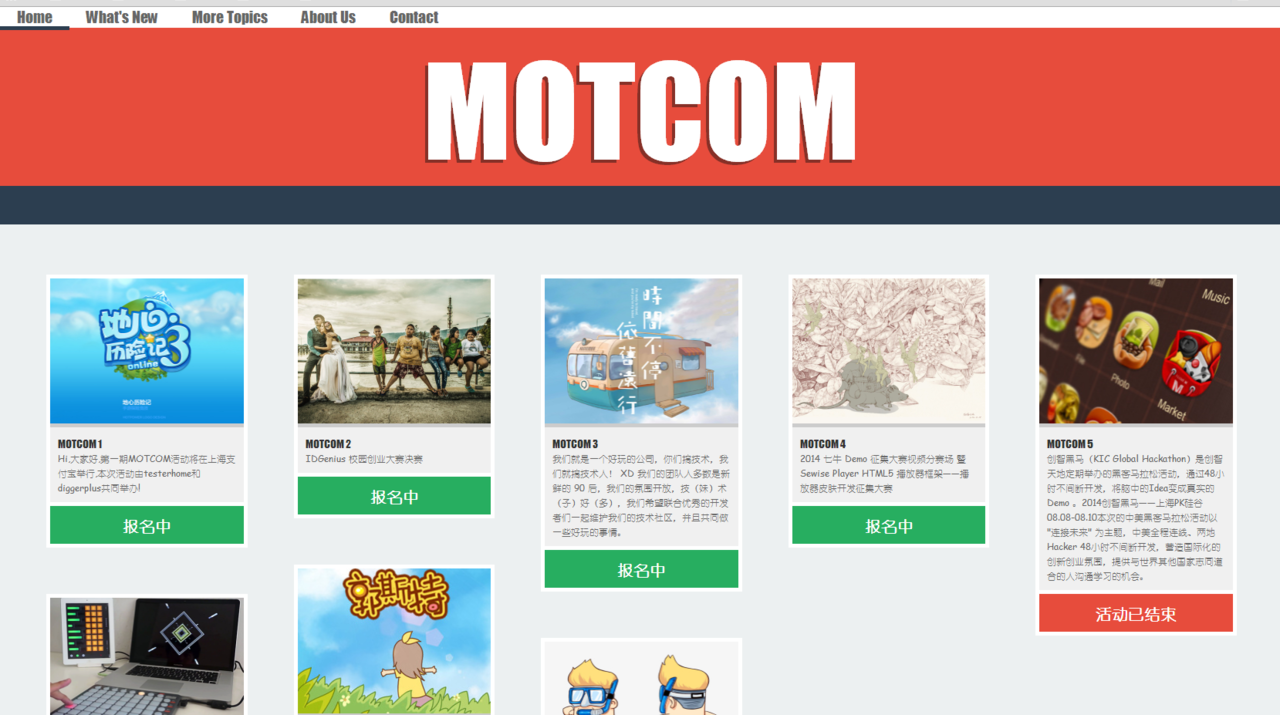 Home What's New More Topics About Us Contact
MOTCOM
地心
历险记3
online
地心历险记
MOTCOM 1
Hi,大家好,第一期MOTCOM活动将在上海支
付宝举行,本次活动由testerhome和
diggerplus共同举办!
报名中
MOTCOM 2
IDGenius 校园创业大赛决赛
报名中
郭斯特
時間不停
依舊遠行
MOTCOM 3
我们就是一个好玩的公司，你们搞技术，我
们就搞技术人！ XD 我们的团队人多数是新
鲜的 90 后，我们的氛围开放，技（妹）术
（子）好（多），我们希望联合优秀的开发
者们一起维护我们的技术社区，并且共同做
一些好玩的事情。
报名中
MOTCOM 4
2014 七牛 Demo 征集大赛视频分赛场 暨
Sewise Player HTML5 播放器框架——播
放器皮肤开发征集大赛
报名中
Mail
Music
Photo
Market
MOTCOM 5
创智黑马（KIC Global Hackathon）是创智
天地定期举办的黑客马拉松活动，通过48小
时不间断开发，将脑中的Idea变成真实的
Demo 。2014创智黑马——上海PK硅谷
08.08-08.10本次的中美黑客马拉松活动以
"连接未来" 为主题，中美全程连线、两地
Hacker 48小时不间断开发，营造国际化的
创新创业氛围，提供与世界其他国家志同道
合的人沟通学习的机会。
活动已结束